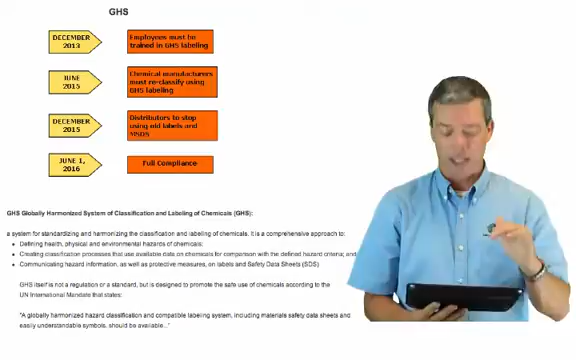 GHS
DECEMBER
2013
Employees must be
trained in GHS labeling
JUNE
2015
Chemical manufacturers
must re-classify using
GHS labeling
DECEMBER
2015
Distributors to stop
using old labels and
MSDS
JUNE 1,
2016
Full Compliance
GHS Globally Harmonized System of Classification and Labeling of Chemicals (GHS):
a system for standardizing and harmonizing the classification and labeling of chemicals. It is a comprehensive approach to:
• Defining health, physical and environmental hazards of chemicals;
• Creating classification processes that use available data on chemicals for comparison with the defined hazard criteria; and
• Communicating hazard information, as well as protective measures, on labels and Safety Data Sheets (SDS)
GHS itself is not a regulation or a standard, but is designed to promote the safe use of chemicals according to the
UN International Mandate that states:
"A globally harmonized hazard classification and compatible labeling system, including materials safety data sheets and
easily understandable symbols, should be available..."